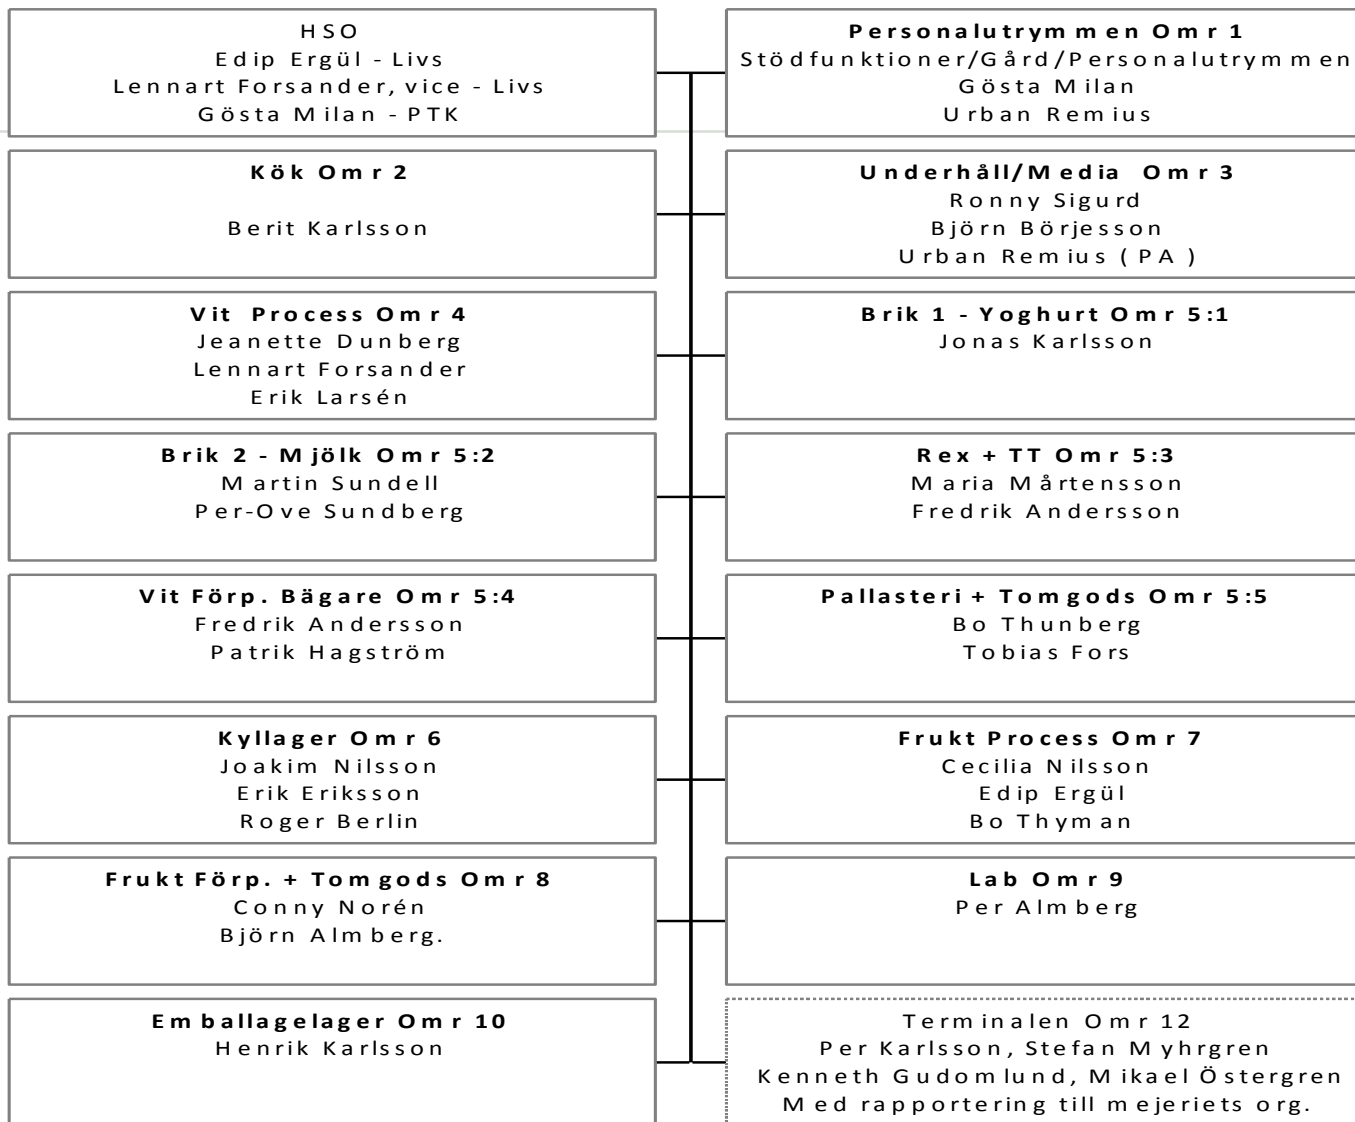 HSO
Edip Ergül - Livs
Lennart Forsander, vice - Livs
Gösta Milan - PTK
Personalutrymmen Omr 1
Stödfunktioner/Gård/Personalutrymmen
Gösta Milan
Urban Remius
Kök Omr 2
Berit Karlsson
Underhåll/Media Omr 3
Ronny Sigurd
Björn Börjesson
Urban Remius ( PA )
Vit Process Omr 4
Jeanette Dunberg
Lennart Forsander
Erik Larsén
Brik 1 - Yoghurt Omr 5:1
Jonas Karlsson
Brik 2 - Mjölk Omr 5:2
Martin Sundell
Per-Ove Sundberg
Rex + TT Omr 5:3
Maria Mårtensson
Fredrik Andersson
Vit Förp. Bägare Omr 5:4
Fredrik Andersson
Patrik Hagström
Pallasteri + Tomgods Omr 5:5
Bo Thunberg
Tobias Fors
Kyllager Omr 6
Joakim Nilsson
Erik Eriksson
Roger Berlin
Frukt Process Omr 7
Cecilia Nilsson
Edip Ergül
Bo Thyman
Frukt Förp. + Tomgods Omr 8
Conny Norén
Björn Almberg.
Lab Omr 9
Per Almberg
Emballagelager Omr 10
Henrik Karlsson
Terminalen Omr 12
Per Karlsson, Stefan Myhrgren
Kenneth Gudomlund, Mikael Östergren
Med rapportering till mejeriets org.